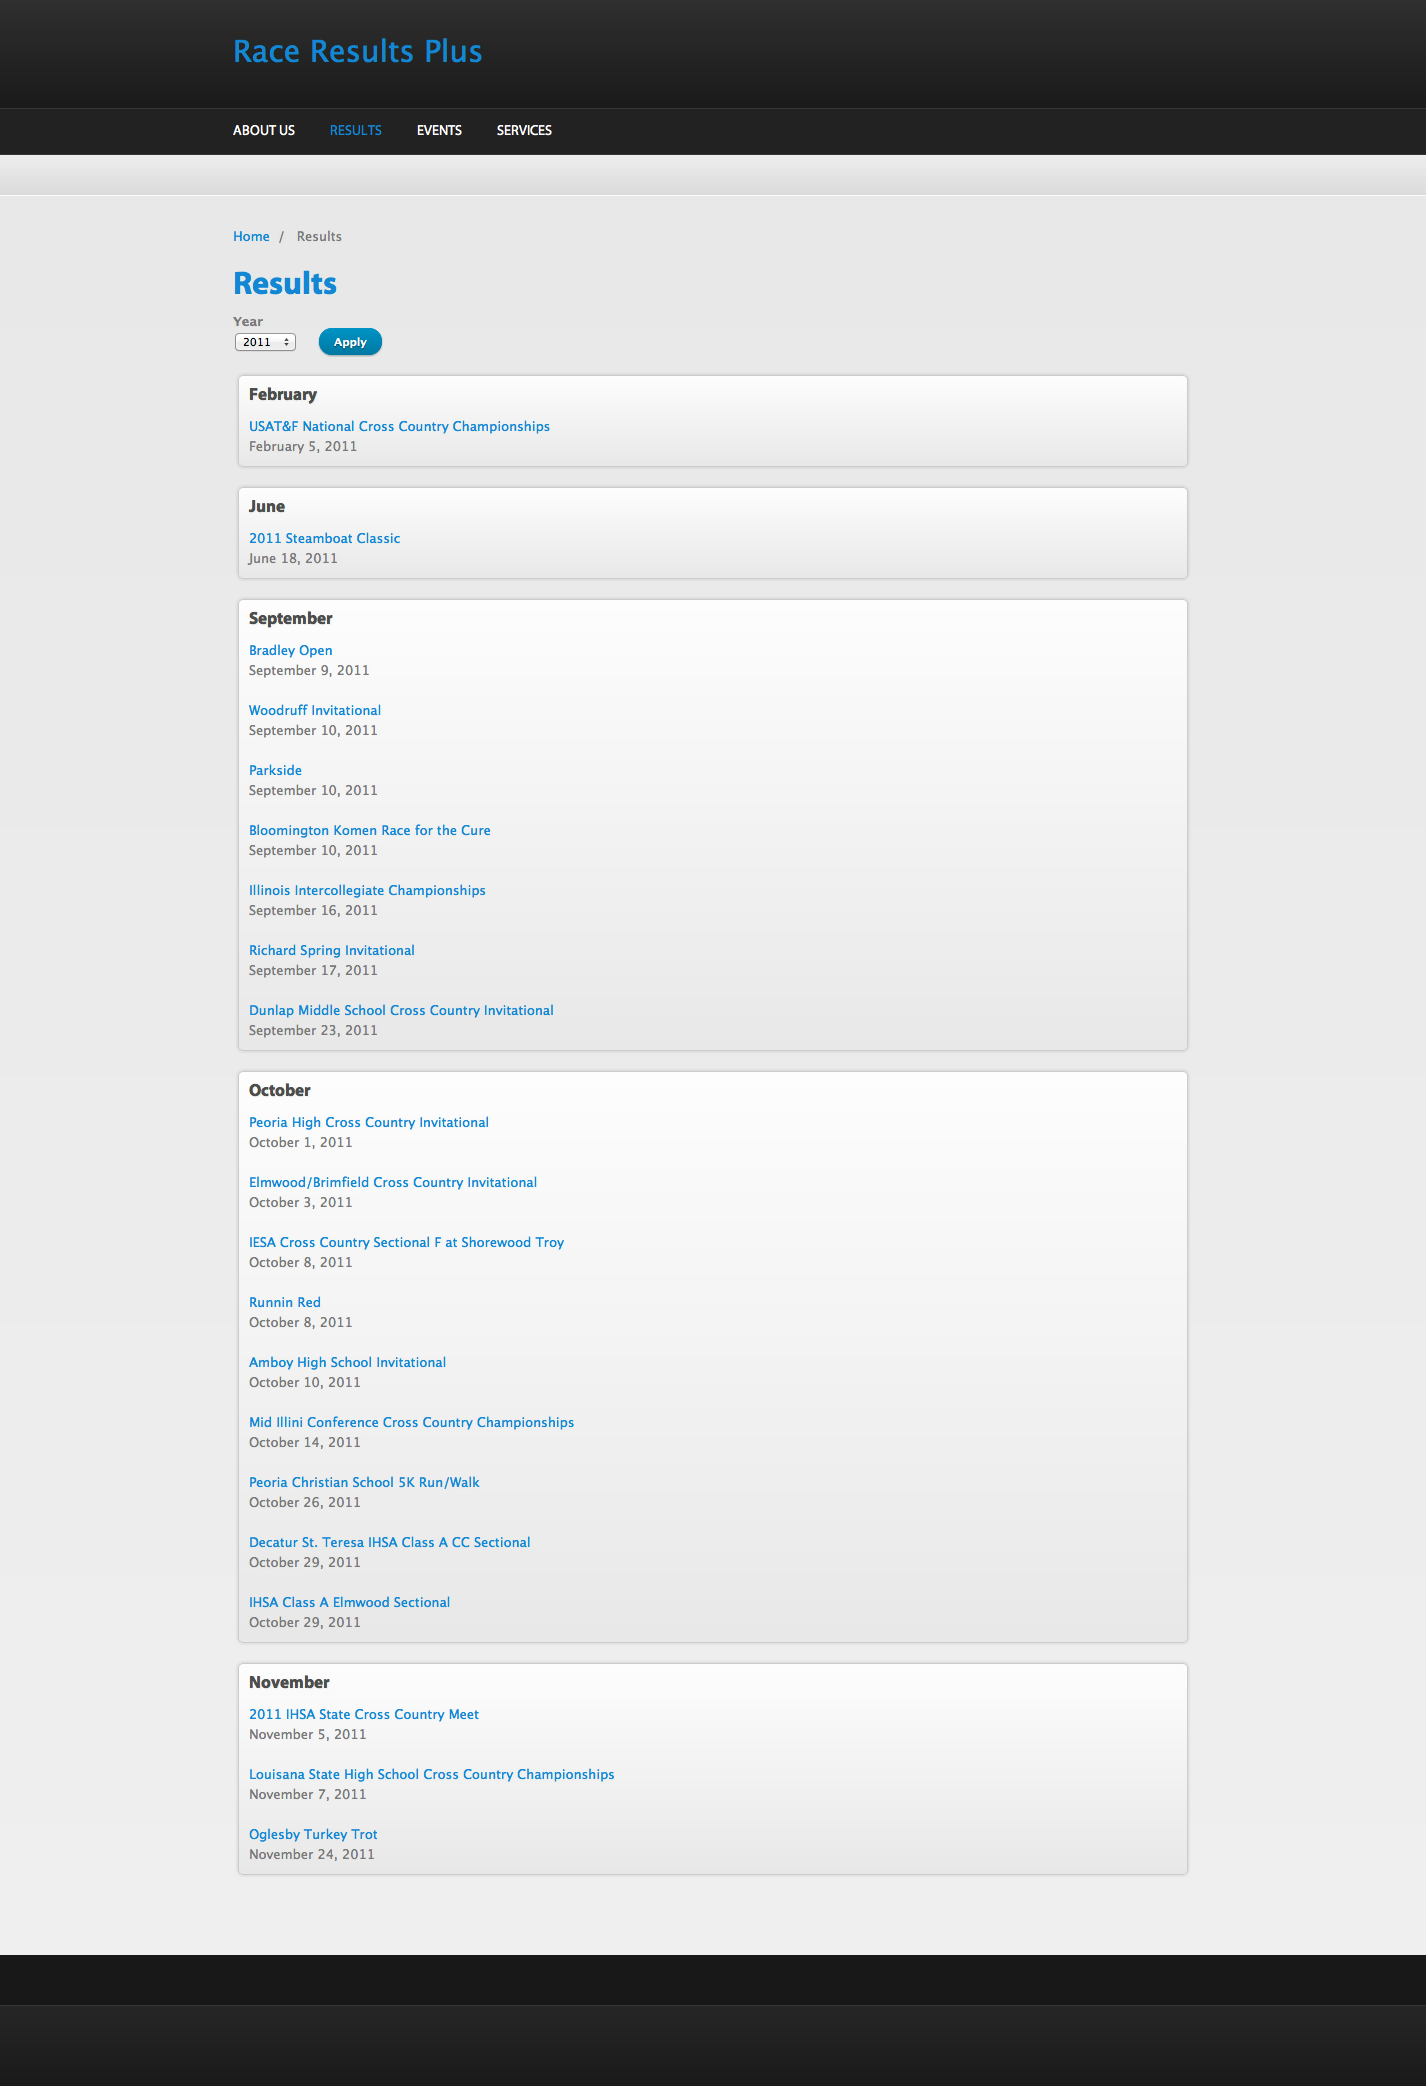 Race Results Plus
ABOUT US RESULTS EVENTS SERVICES
Home / Results
Results
Year
2011 Apply
February
USAT&F National Cross Country Championships
February 5, 2011
June
2011 Steamboat Classic
June 18, 2011
September
Bradley Open
September 9, 2011
Woodruff Invitational
September 10, 2011
Parkside
September 10, 2011
Bloomington Komen Race for the Cure
September 10, 2011
Illinois Intercollegiate Championships
September 16, 2011
Richard Spring Invitational
September 17, 2011
Dunlap Middle School Cross Country Invitational
September 23, 2011
October
Peoria High Cross Country Invitational
October 1, 2011
Elmwood/Brimfield Cross Country Invitational
October 3, 2011
IESA Cross Country Sectional F at Shorewood Troy
October 8, 2011
Runnin Red
October 8, 2011
Amboy High School Invitational
October 10, 2011
Mid Illini Conference Cross Country Championships
October 14, 2011
Peoria Christian School 5K Run/Walk
October 26, 2011
Decatur St. Teresa IHSA Class A CC Sectional
October 29, 2011
IHSA Class A Elmwood Sectional
October 29, 2011
November
2011 IHSA State Cross Country Meet
November 5, 2011
Louisana State High School Cross Country Championships
November 7, 2011
Oglesby Turkey Trot
November 24, 2011